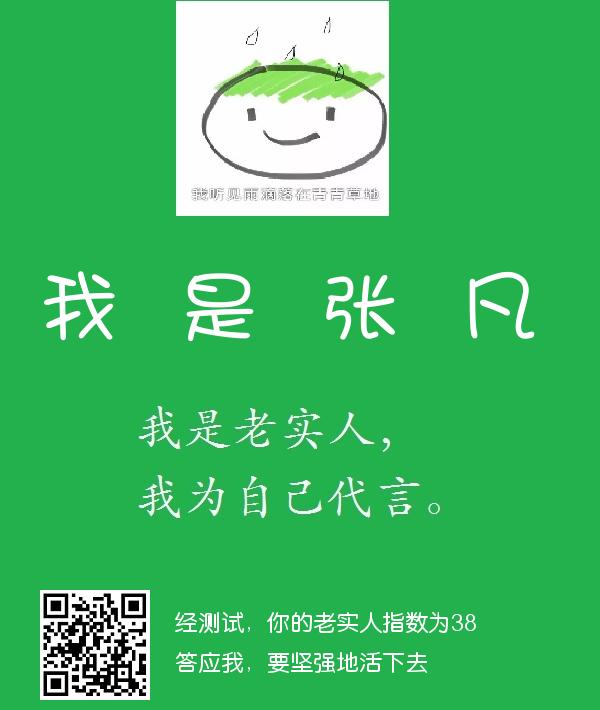 我听见雨滴落在青青草地
我是张凡
我是老实人，
我为自己代言。
经测试，你的老实人指数为38
答应我，要坚强地活下去